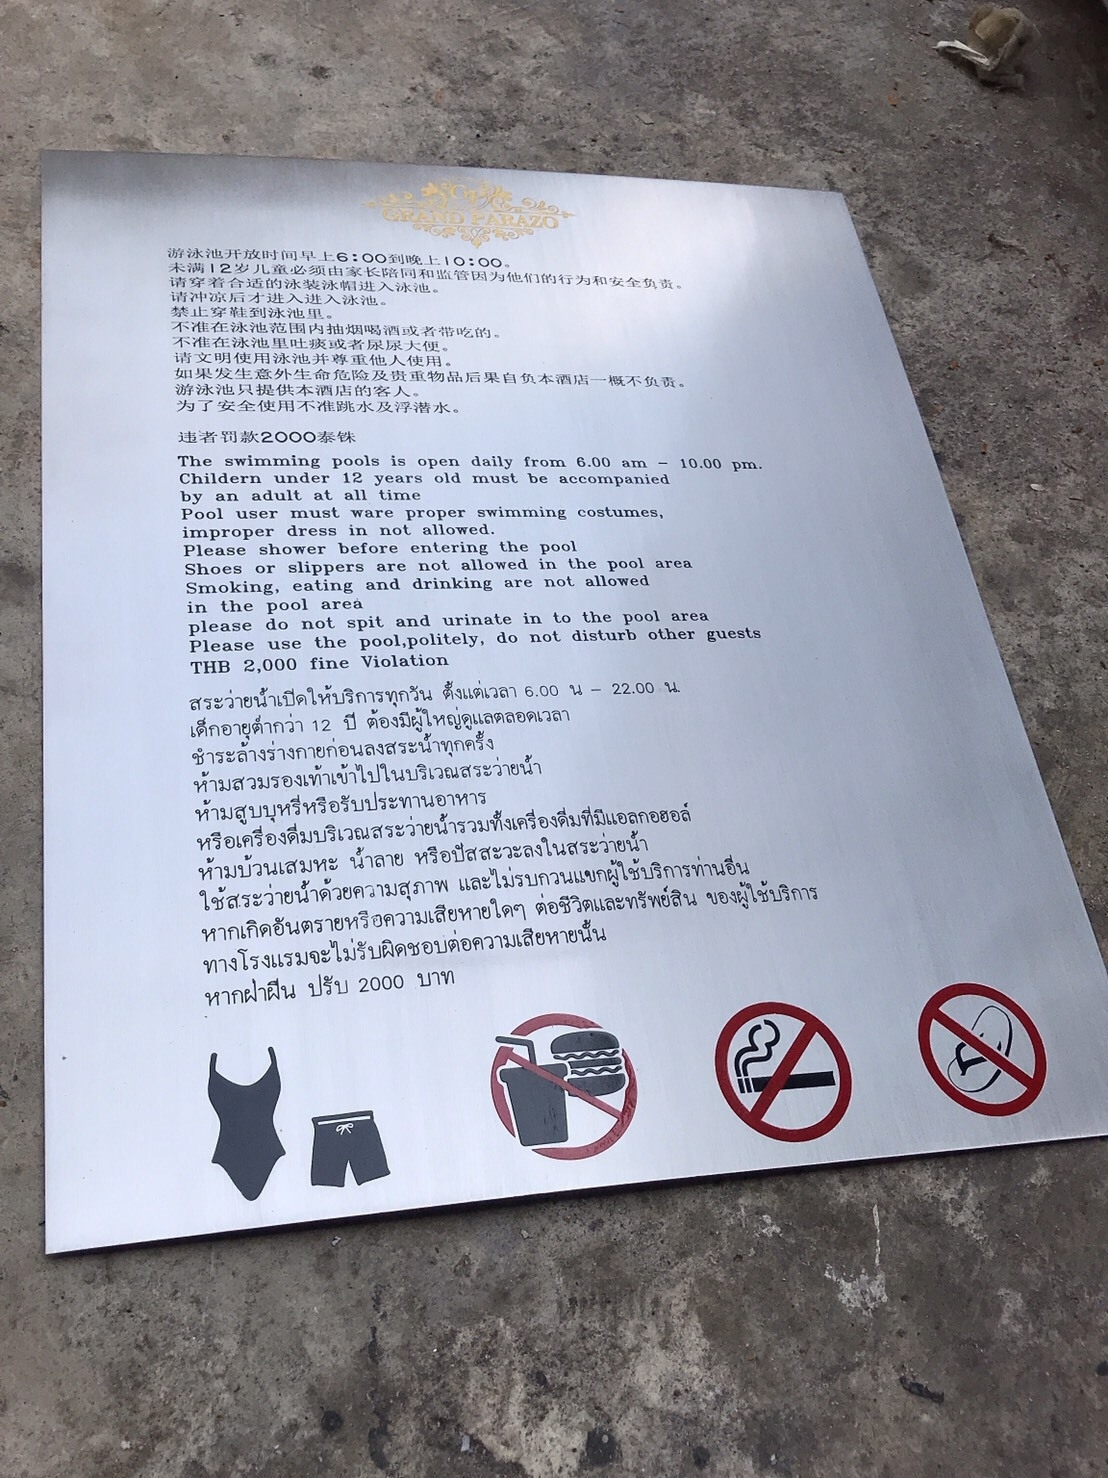 GRAND PARAZO
游泳池开放时间早上6:00到晚上10:00。
未满12岁儿童必须由家长陪同和监管因为他们的行为和安全负责。
请穿着合适的泳装泳帽进入泳池。
请冲凉后才进入进入泳池。
禁止穿鞋到泳池里。
不准在泳池范围内抽烟喝酒或者带吃的。
不准在泳池里吐痰或者尿尿大便。
请文明使用泳池并尊重他人使用。
如果发生意外生命危险及贵重物品后果自负本酒店一概不负责。
游泳池只提供本酒店的客人。
为了安全使用不准跳水及浮潜水。
违者罚款2000泰铢
The swimming pools is open daily from 6.00 am - 10.00 pm.
Childern under 12 years old must be accompanied
by an adult at all time
Pool user must ware proper swimming costumes,
improper dress in not allowed.
Please shower before entering the pool
Shoes or slippers are not allowed in the pool area
Smoking, eating and drinking are not allowed
in the pool area
please do not spit and urinate in to the pool area
Please use the pool,politely, do not disturb other guests
THB 2,000 fine Violation
สระว่ายน้ำเปิดให้บริการทุกวัน ตั้งแต่เวลา 6.00 น - 22.00 น.
เด็กอายุต่ำกว่า 12 ปี ต้องมีผู้ใหญ่ดูแลตลอดเวลา
ชำระล้างร่างกายก่อนลงสระน้ำทุกครั้ง
ห้ามสวมรองเท้าเข้าไปในบริเวณสระว่ายน้ำ
ห้ามสูบบุหรี่หรือรับประทานอาหาร
หรือเครื่องดื่มบริเวณสระว่ายน้ำรวมทั้งเครื่องดื่มที่มีแอลกอฮอล์
ห้ามบ้วนเสมหะ น้ำลาย หรือปัสสะวะลงในสระว่ายน้ำ
ใช้สระว่ายน้ำด้วยความสุภาพ และไม่รบกวนแขกผู้ใช้บริการท่านอื่น
หากเกิดอันตรายหรือความเสียหายใดๆ ต่อชีวิตและทรัพย์สิน ของผู้ใช้บริการ
ทางโรงแรมจะไม่รับผิดชอบต่อความเสียหายนั้น
หากฝ่าฝืน ปรับ 2000 บาท